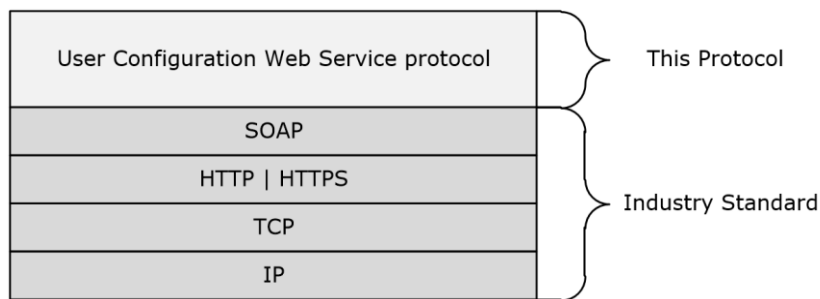 User Configuration Web Service protocol
This Protocol
SOAP
HTTP | HTTPS
TCP
IP
Industry Standard